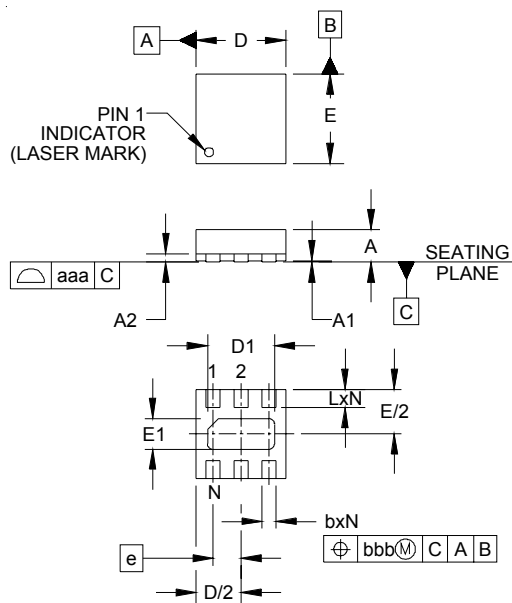 A
D
B
PIN 1
INDICATOR
(LASER MARK)
E
A
SEATING
PLANE
aaa C
C
A2
A1
D1
1 2
LxN
E/2
E1
N
bxN
bbb Ⓜ C A B
e
D/2